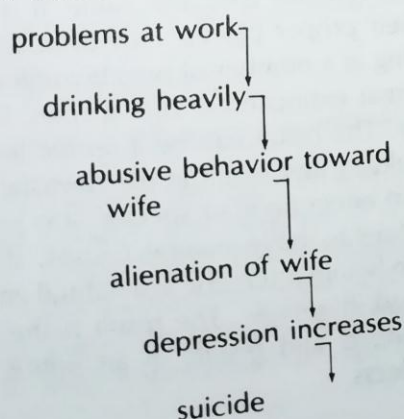 problems at work
drinking heavily
abusive behavior toward
wife
alienation of wife
depression increases
suicide